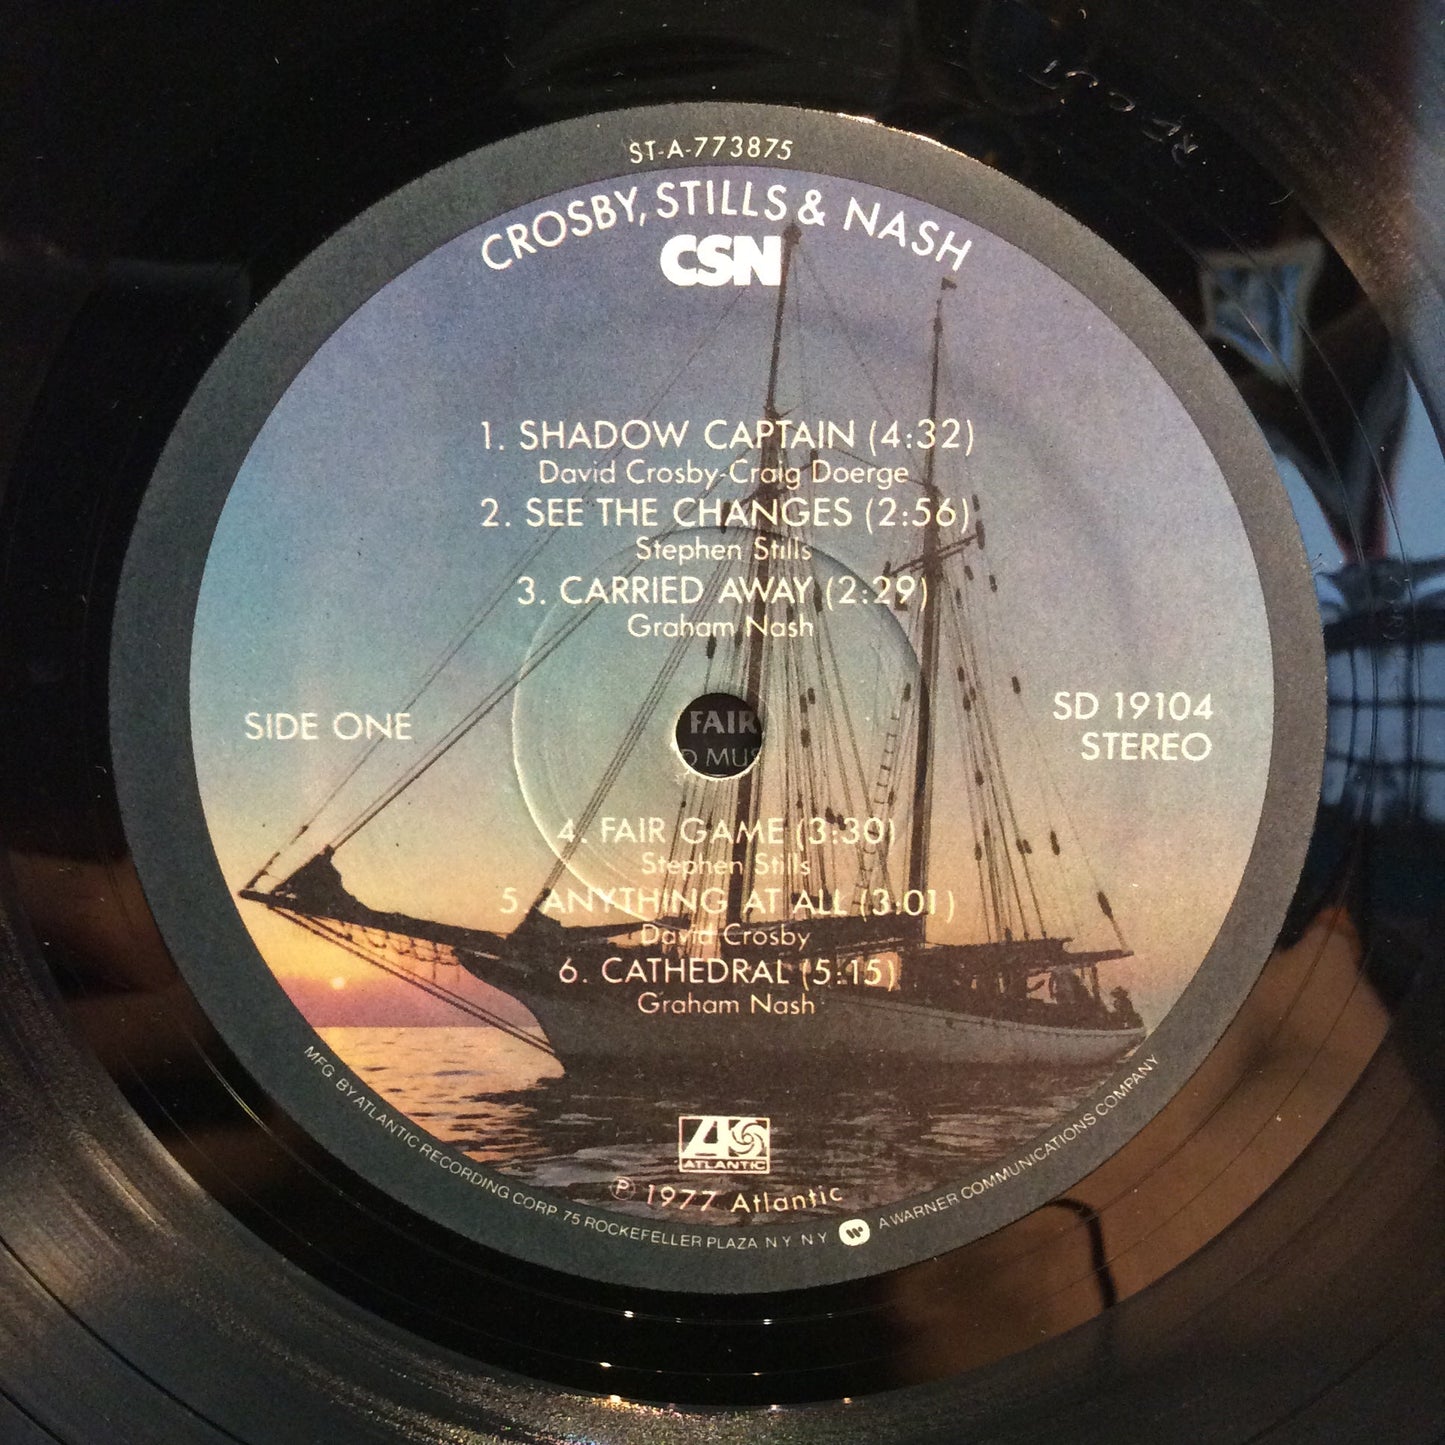 ST-A-773875
CROSBY, STILLS & NASH
CSN
1. SHADOW CAPTAIN (4:32)
David Crosby-Craig Doerge
2. SEE THE CHANGES (2:56)
Stephen Stills
3. CARRIED AWAY (2:29)
Graham Nash
SIDE ONE
SD 19104
STEREO
FAIR
MUS
4. FAIR GAME (3:30)
Stephen Stills
5. ANYTHING AT ALL (3:01)
David Crosby
6. CATHEDRAL (5:15)
Graham Nash
ATLANTIC
℗ 1977 Atlantic
MFG BY ATLANTIC RECORDING CORP. 75 ROCKEFELLER PLAZA N Y N Y W A WARNER COMMUNICATIONS COMPANY